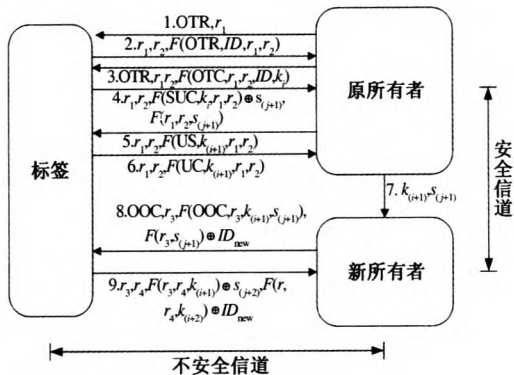 1.OTR,r₁
2.r₁,r₂,F(OTR,ID,r₁,r₂)
3.OTR,r₁r₂,F(OTC,r₁,r₂,ID,kᵢ)
4.r₁,r₂,F(SUC,kᵢ,r₁,r₂)⊕s₍ⱼ₊₁₎,
F(r₁,r₂,s₍ⱼ₊₁₎)
5.r₁,r₂,F(US,k₍ᵢ₊₁₎,r₁,r₂)
6.r₁,r₂,F(UC,k₍ᵢ₊₁₎,r₁,r₂)
原所有者
标签
安全信道
7.k₍ᵢ₊₁₎,s₍ⱼ₊₁₎
8.OOC,r₃,F(OOC,r₃,k₍ᵢ₊₁₎,s₍ⱼ₊₁₎),
F(r₃,s₍ⱼ₊₁₎)⊕ID_new
新所有者
9.r₃,r₄,F(r₃,r₄,k₍ᵢ₊₁₎)⊕s₍ⱼ₊₂₎,F(r,
r₄,k₍ᵢ₊₂₎)⊕ID_new
不安全信道